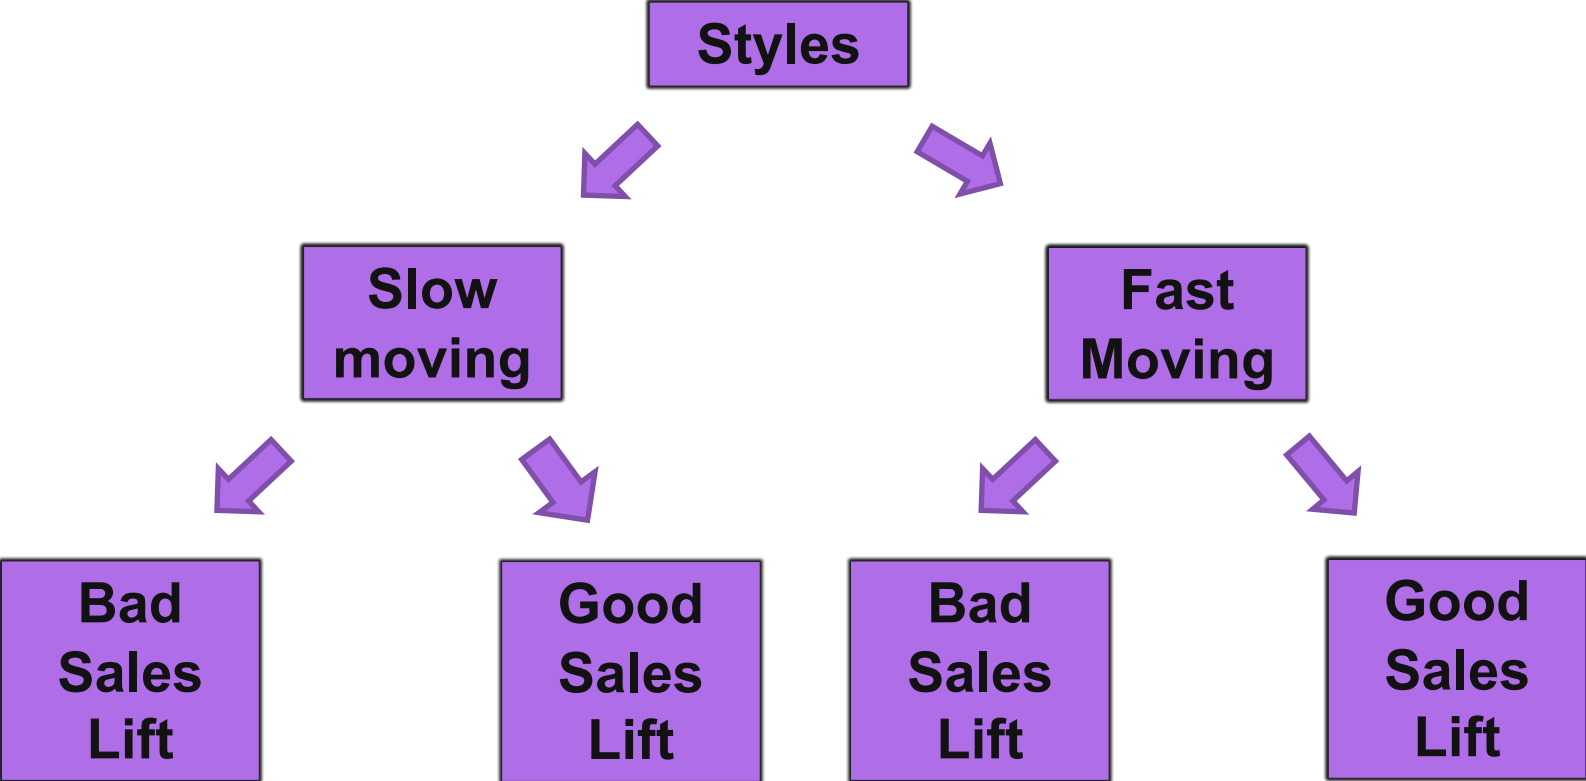 Styles
Slow
moving
Fast
Moving
Bad
Sales
Lift
Good
Sales
Lift
Bad
Sales
Lift
Good
Sales
Lift